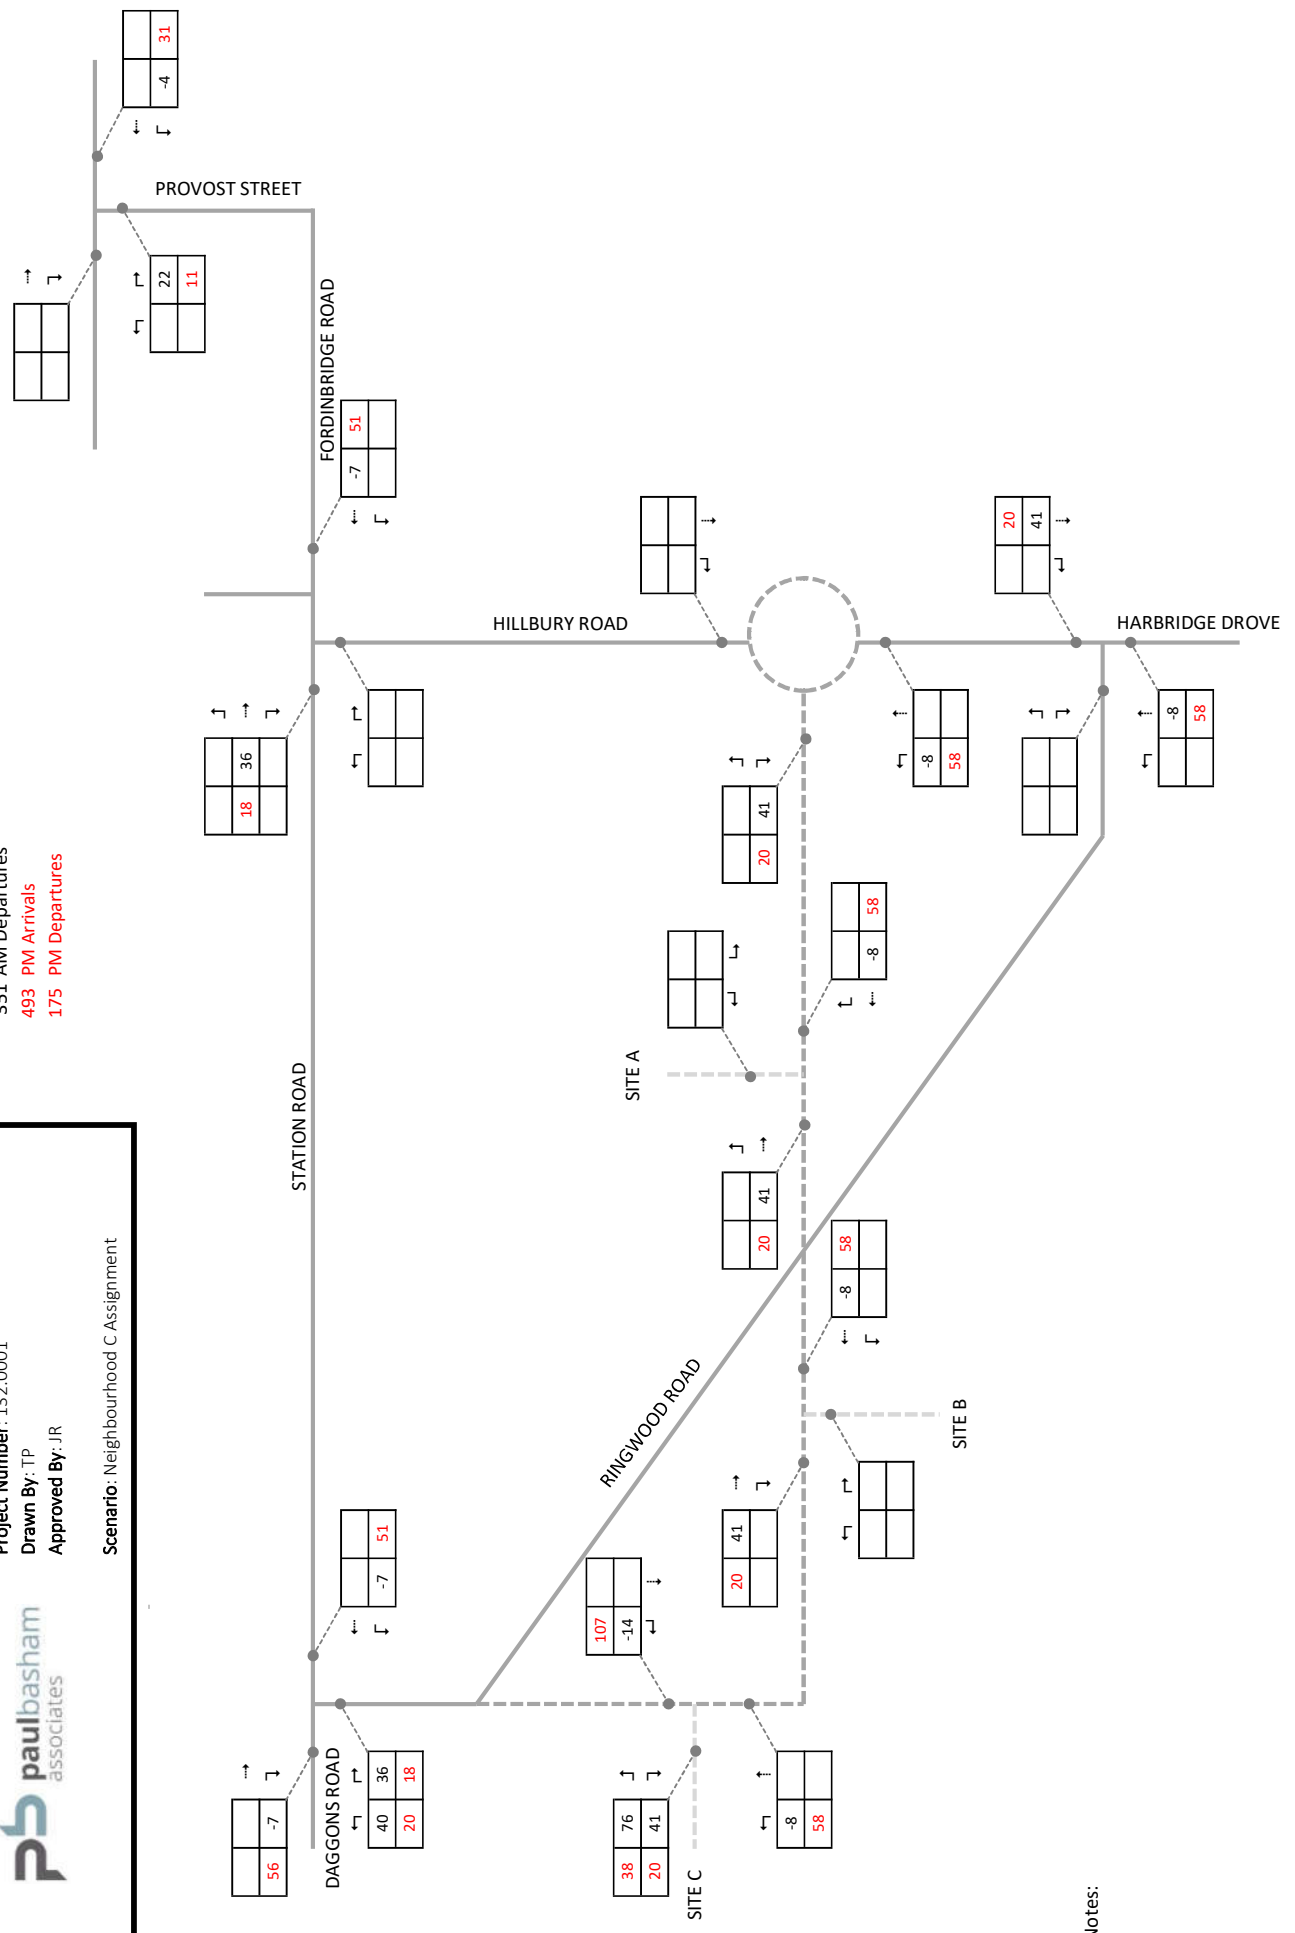 31
-4
PROVOST STREET
22
11
FORDINBRIDGE ROAD
51
-7
HILLBURY ROAD
20
41
HARBRIDGE DROVE
-8
58
-8
58
18
36
20
41
58
-8
SITE A
20
41
STATION ROAD
58
-8
RINGWOOD ROAD
SITE B
20
41
51
-7
107
-14
56
-7
DAGGONS ROAD
40
36
20
18
38
76
20
41
SITE C
-8
58
AM Departures
493 PM Arrivals
175 PM Departures
Project Number: 132.0001
Drawn By: TP
Approved By: JR
Scenario: Neighbourhood C Assignment
pb paulbasham
associates
Notes: